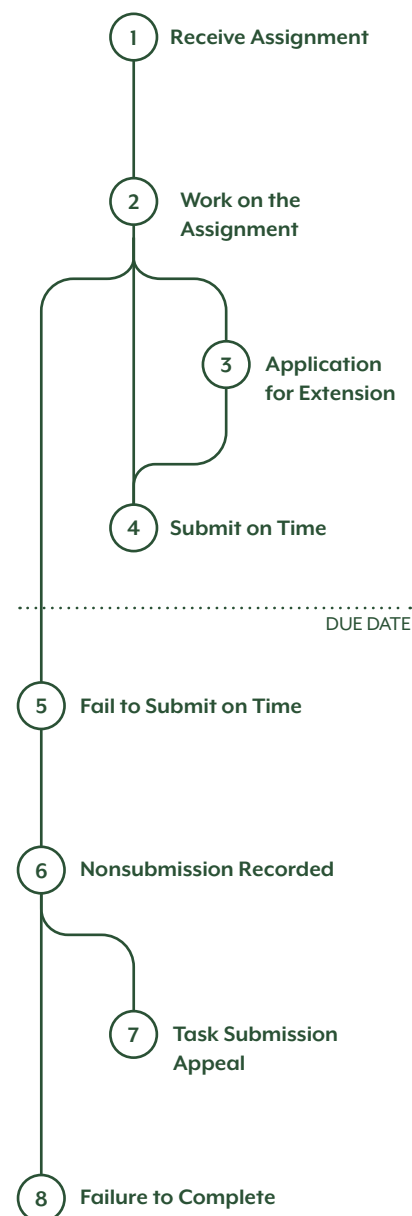 1 Receive Assignment
2 Work on the
Assignment
3 Application
for Extension
4 Submit on Time
DUE DATE
5 Fail to Submit on Time
6 Nonsubmission Recorded
7 Task Submission
Appeal
8 Failure to Complete